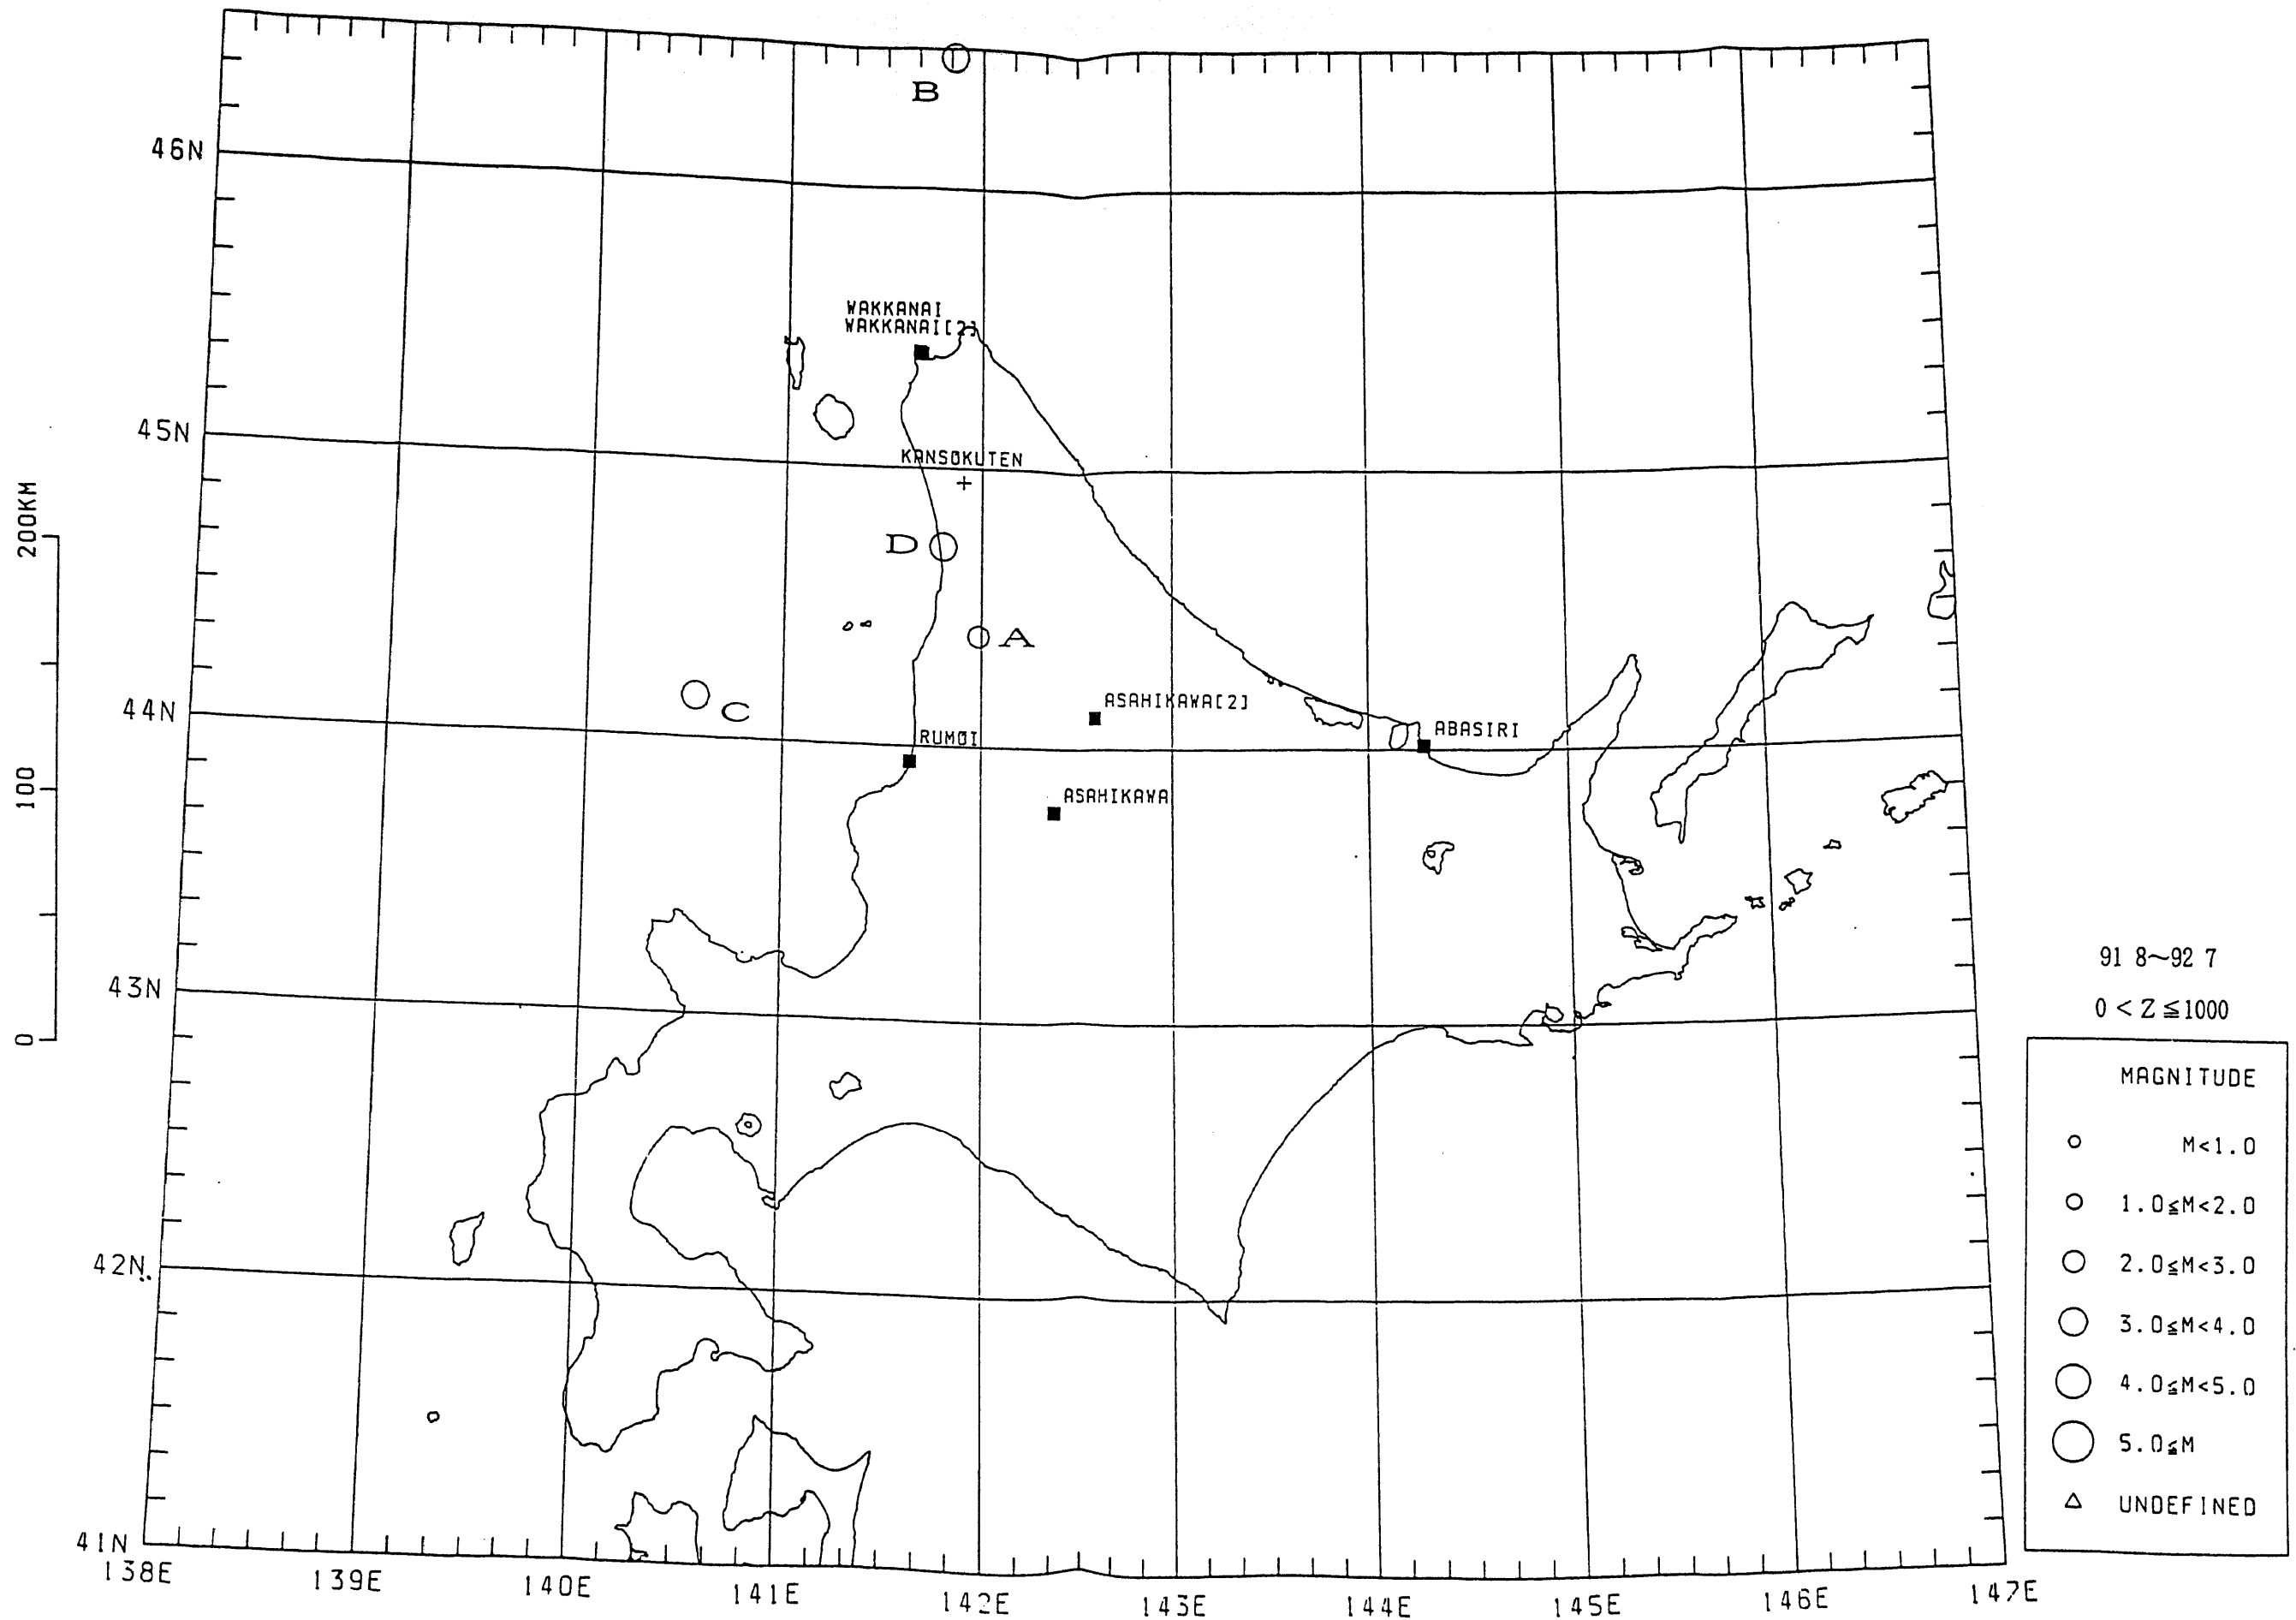 B
46N
WAKKANAI
WAKKANAI[2]
45N
KANSOKUTEN
200KM
D
A
C
44N
ASAHIKAWA[2]
RUMOI
ABASIRI
100
ASAHIKAWA
43N
0
91 8~92 7
0 < Z ≦1000
MAGNITUDE
M<1.0
1.0≦M<2.0
2.0≦M<3.0
3.0≦M<4.0
4.0≦M<5.0
5.0≦M
UNDEFINED
42N
41N
138E
139E
140E
141E
142E
143E
144E
145E
146E
147E